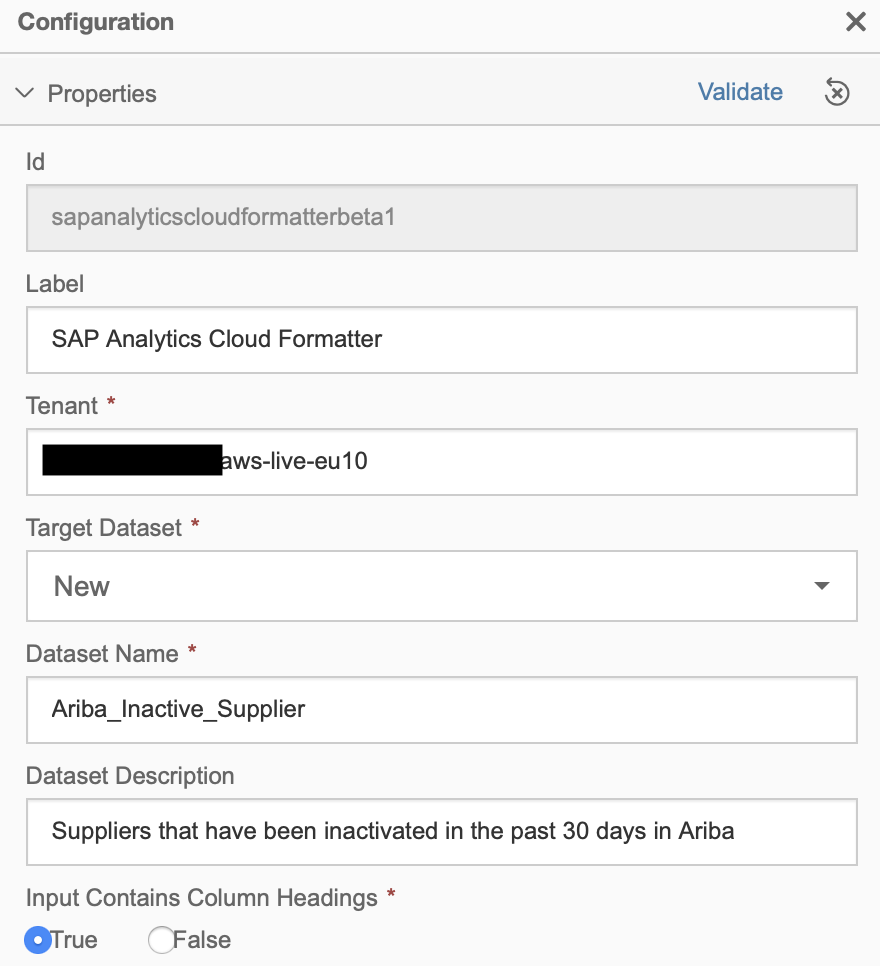 Configuration
Properties
Validate
Id
sapanalyticscloudformatterbeta1
Label
SAP Analytics Cloud Formatter
Tenant *
aws-live-eu10
Target Dataset *
New
Dataset Name *
Ariba_Inactive_Supplier
Dataset Description
Suppliers that have been inactivated in the past 30 days in Ariba
Input Contains Column Headings *
True False